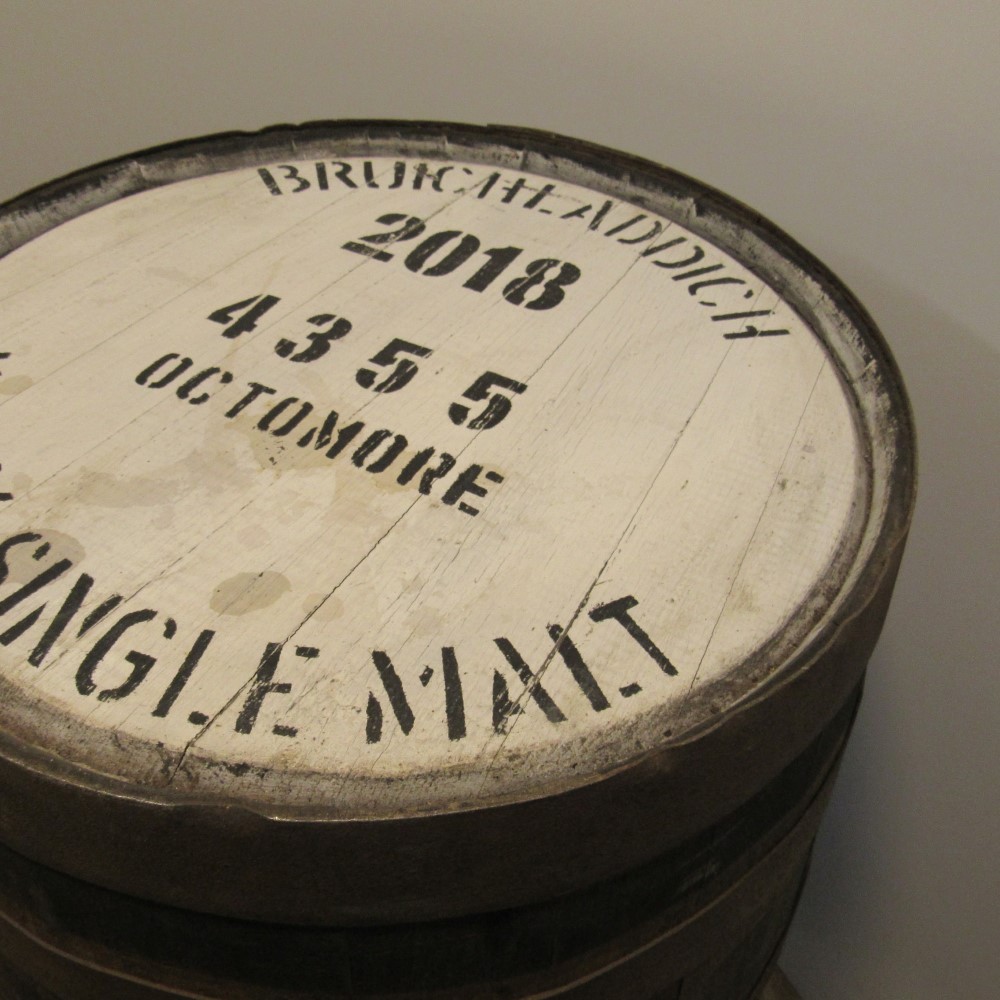 BRUICHLADDICH
2018
4355
OCTOMORE
SINGLE MALT